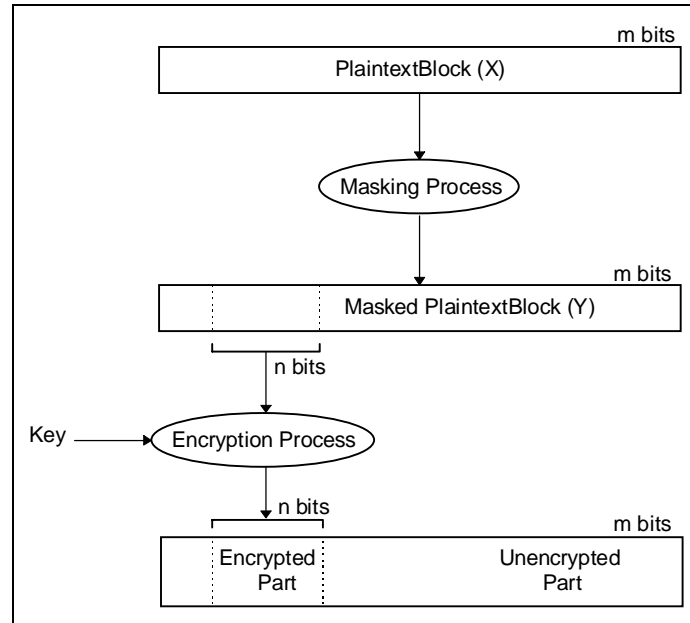 m bits
PlaintextBlock (X)
Masking Process
m bits
Masked PlaintextBlock (Y)
n bits
Key
Encryption Process
n bits
m bits
Encrypted Unencrypted
Part Part